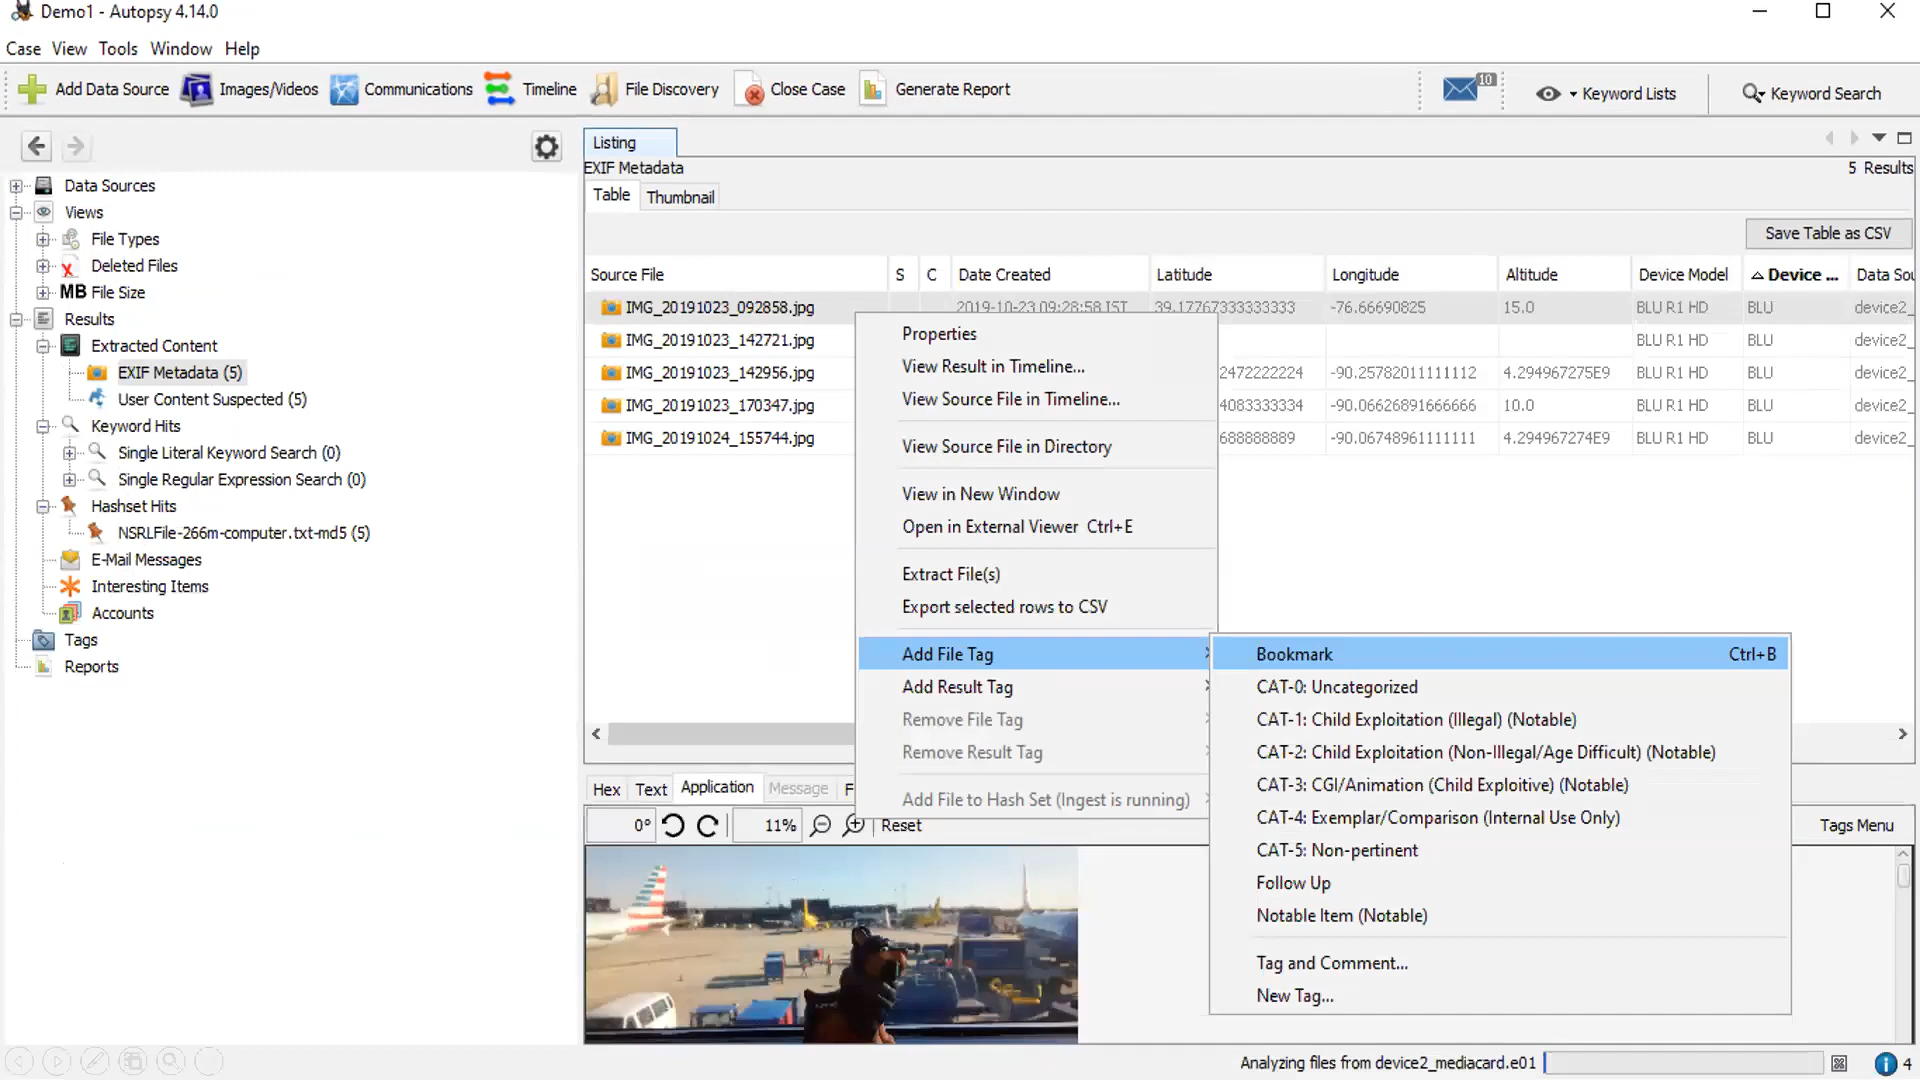 Demo1 - Autopsy 4.14.0
Case View Tools Window Help
Add Data Source Images/Videos Communications Timeline File Discovery Close Case Generate Report 10 Keyword Lists Keyword Search
Listing
EXIF Metadata 5 Results
Table Thumbnail
Save Table as CSV
Data Sources
Views
File Types
Deleted Files
MB File Size
Results
Extracted Content
EXIF Metadata (5)
User Content Suspected (5)
Keyword Hits
Single Literal Keyword Search (0)
Single Regular Expression Search (0)
Hashset Hits
NSRLFile-266m-computer.txt-md5 (5)
E-Mail Messages
Interesting Items
Accounts
Tags
Reports
Source File S C Date Created Latitude Longitude Altitude Device Model Device ... Data Sou
IMG_20191023_092858.jpg 2019-10-23 09:28:58 IST 39.17767333333333 -76.66690825 15.0 BLU R1 HD BLU device2_
IMG_20191023_142721.jpg BLU R1 HD BLU device2_
IMG_20191023_142956.jpg 2472222224 -90.25782011111112 4.294967275E9 BLU R1 HD BLU device2_
IMG_20191023_170347.jpg 4083333334 -90.06626891666666 10.0 BLU R1 HD BLU device2_
IMG_20191024_155744.jpg 688888889 -90.06748961111111 4.294967274E9 BLU R1 HD BLU device2_
Properties
View Result in Timeline...
View Source File in Timeline...
View Source File in Directory
View in New Window
Open in External Viewer Ctrl+E
Extract File(s)
Export selected rows to CSV
Add File Tag
Add Result Tag
Remove File Tag
Remove Result Tag
Add File to Hash Set (Ingest is running)
Bookmark Ctrl+B
CAT-0: Uncategorized
CAT-1: Child Exploitation (Illegal) (Notable)
CAT-2: Child Exploitation (Non-Illegal/Age Difficult) (Notable)
CAT-3: CGI/Animation (Child Exploitive) (Notable)
CAT-4: Exemplar/Comparison (Internal Use Only)
CAT-5: Non-pertinent
Follow Up
Notable Item (Notable)
Tag and Comment...
New Tag...
Hex Text Application Message F
0° 11% Reset Tags Menu
Analyzing files from device2_mediacard.e01 4